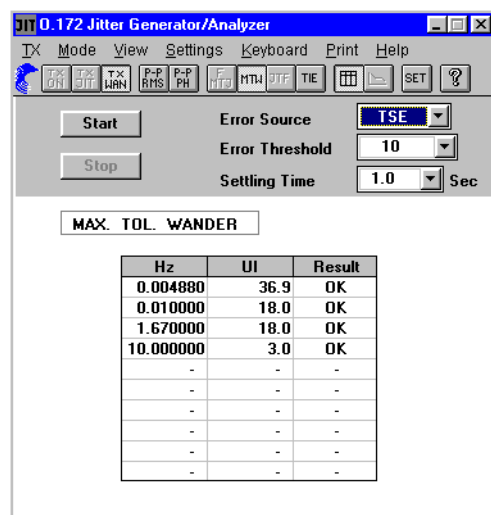 JIT O.172 Jitter Generator/Analyzer
TX Mode View Settings Keyboard Print Help
TX ON TX JIT TX WAN P-P RMS P-P PH F MTJ MTW JTF TIE SET ?
Start
Stop
Error Source TSE
Error Threshold 10
Settling Time 1.0 Sec
MAX. TOL. WANDER
Hz UI Result
0.004880 36.9 OK
0.010000 18.0 OK
1.670000 18.0 OK
10.000000 3.0 OK
- - -
- - -
- - -
- - -
- - -
- - -